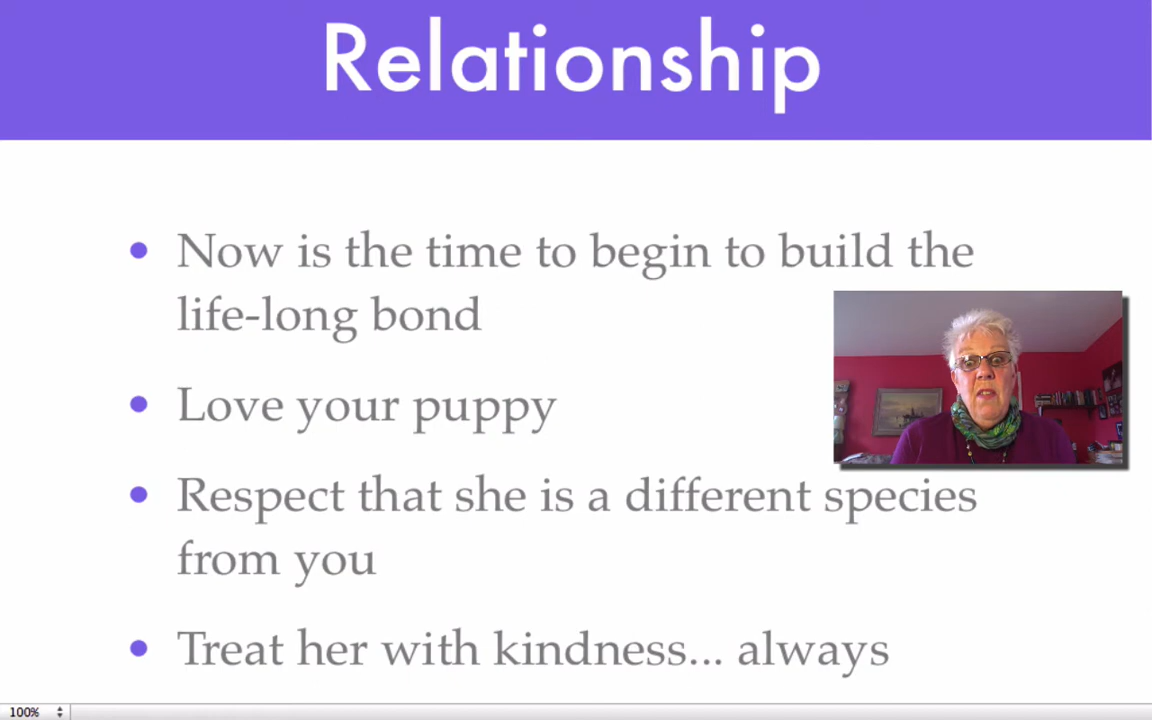 Relationship
Now is the time to begin to build the
life-long bond
Love your puppy
Respect that she is a different species
from you
Treat her with kindness... always
100%